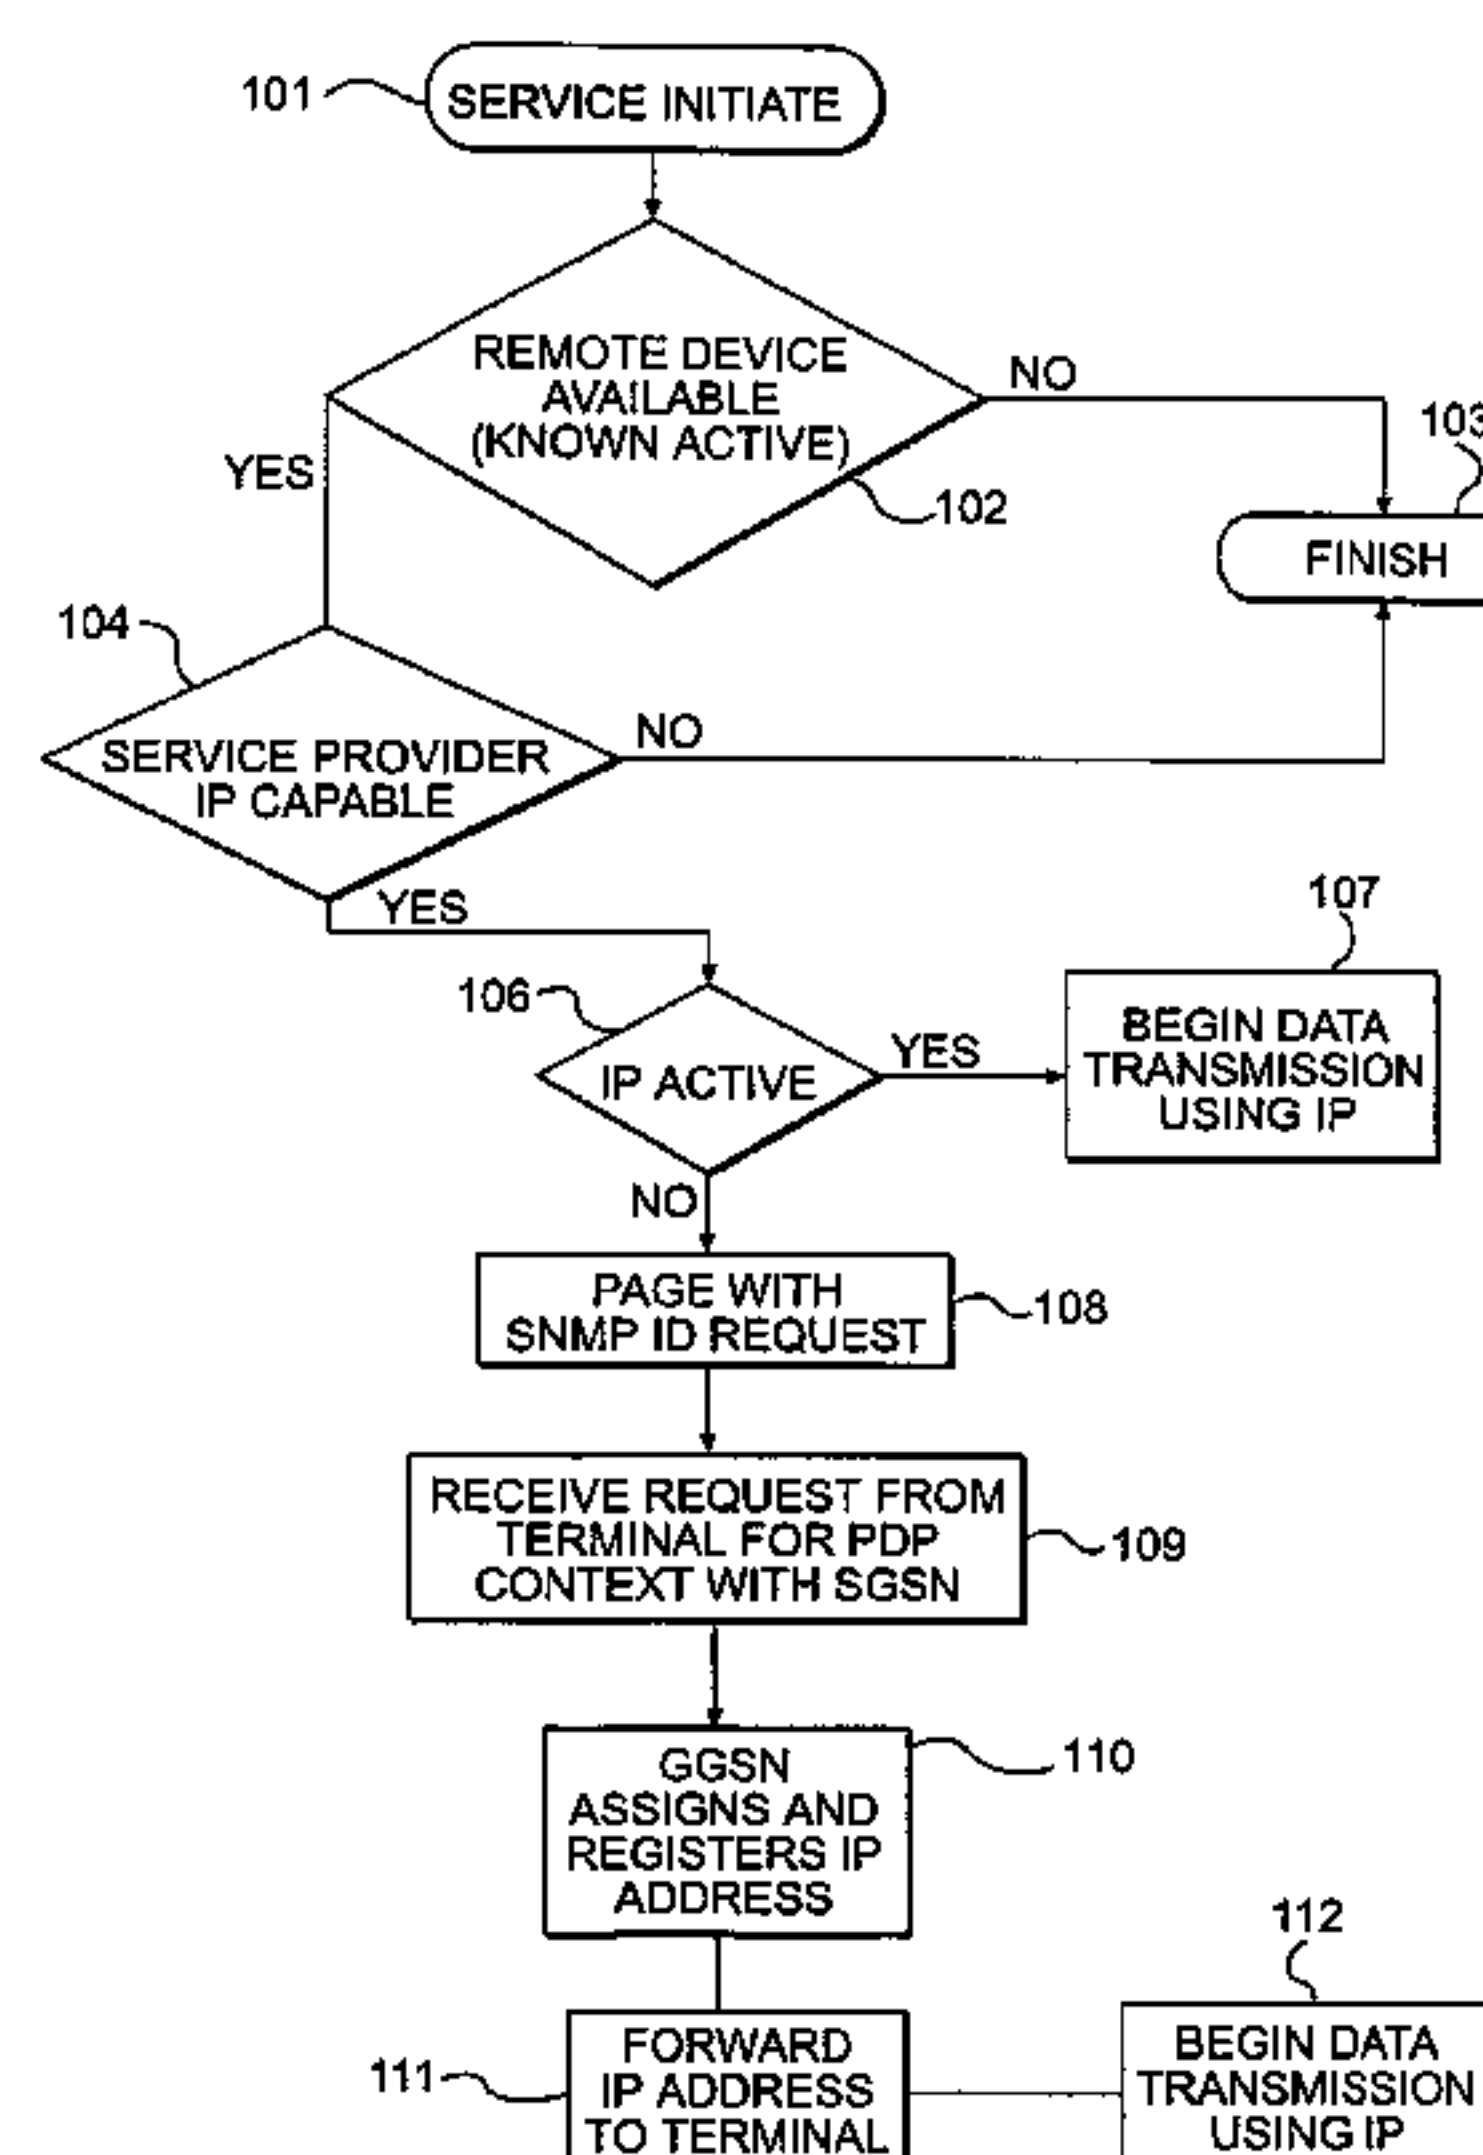 101
SERVICE INITIATE
REMOTE DEVICE
AVAILABLE
(KNOWN ACTIVE)
NO
103
YES
102
FINISH
104
NO
SERVICE PROVIDER
IP CAPABLE
YES
107
106
BEGIN DATA
TRANSMISSION
USING IP
YES
IP ACTIVE
NO
PAGE WITH
SNMP ID REQUEST
108
RECEIVE REQUEST FROM
TERMINAL FOR PDP
CONTEXT WITH SGSN
109
GGSN
ASSIGNS AND
REGISTERS IP
ADDRESS
110
112
111
FORWARD
IP ADDRESS
TO TERMINAL
BEGIN DATA
TRANSMISSION
USING IP